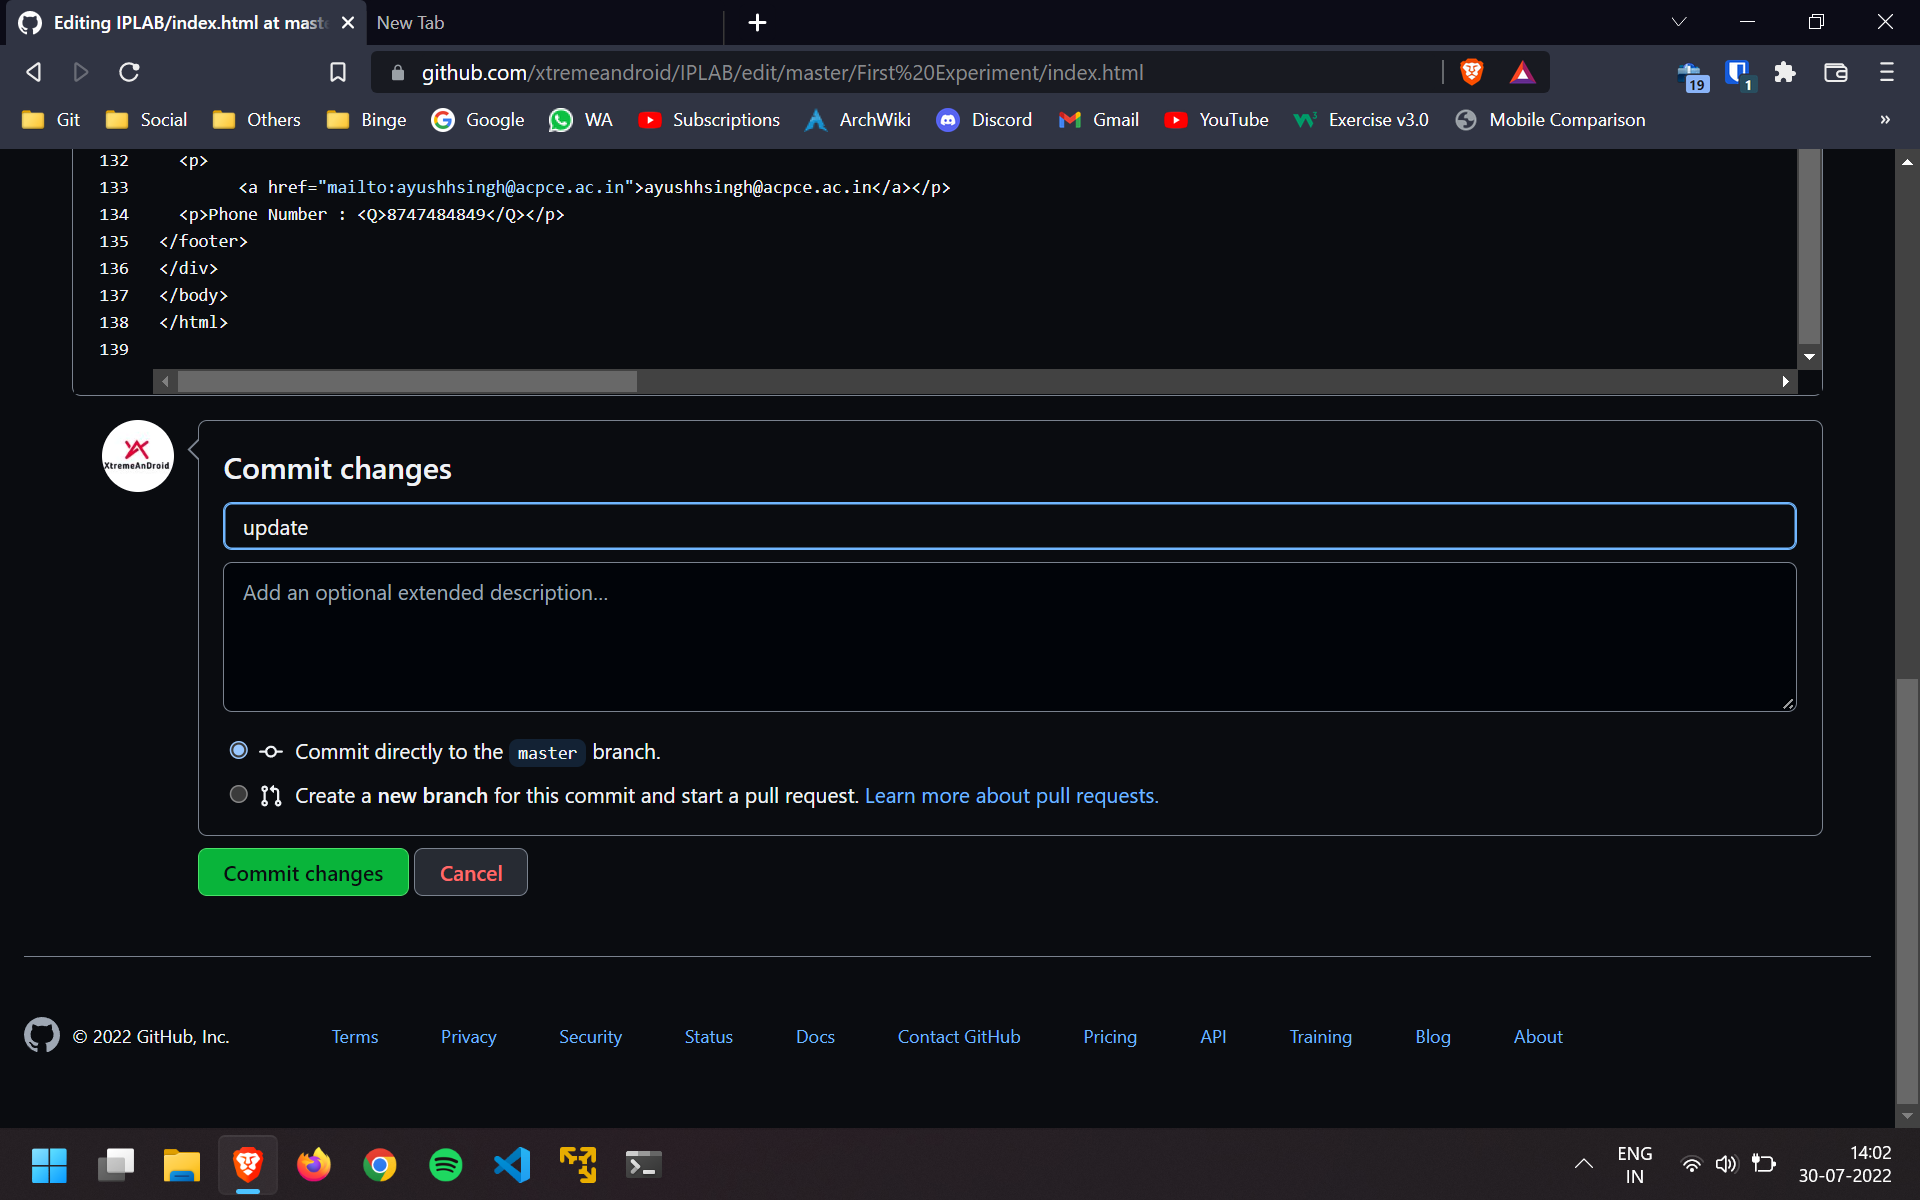 Editing IPLAB/index.html at mast
New Tab
github.com/xtremeandroid/IPLAB/edit/master/First%20Experiment/index.html
19
1
Git
Social
Others
Binge
Google
WA
Subscriptions
ArchWiki
Discord
Gmail
YouTube
Exercise v3.0
Mobile Comparison
»
132 <p>
133 <a href="mailto:ayushhsingh@acpce.ac.in">ayushhsingh@acpce.ac.in</a></p>
134 <p>Phone Number : <Q>8747484849</Q></p>
135 </footer>
136 </div>
137 </body>
138 </html>
139
XtremeAnDroid
Commit changes
update
Add an optional extended description…
Commit directly to the master branch.
Create a new branch for this commit and start a pull request. Learn more about pull requests.
Commit changes
Cancel
© 2022 GitHub, Inc.
Terms
Privacy
Security
Status
Docs
Contact GitHub
Pricing
API
Training
Blog
About
ENG
IN
14:02
30-07-2022